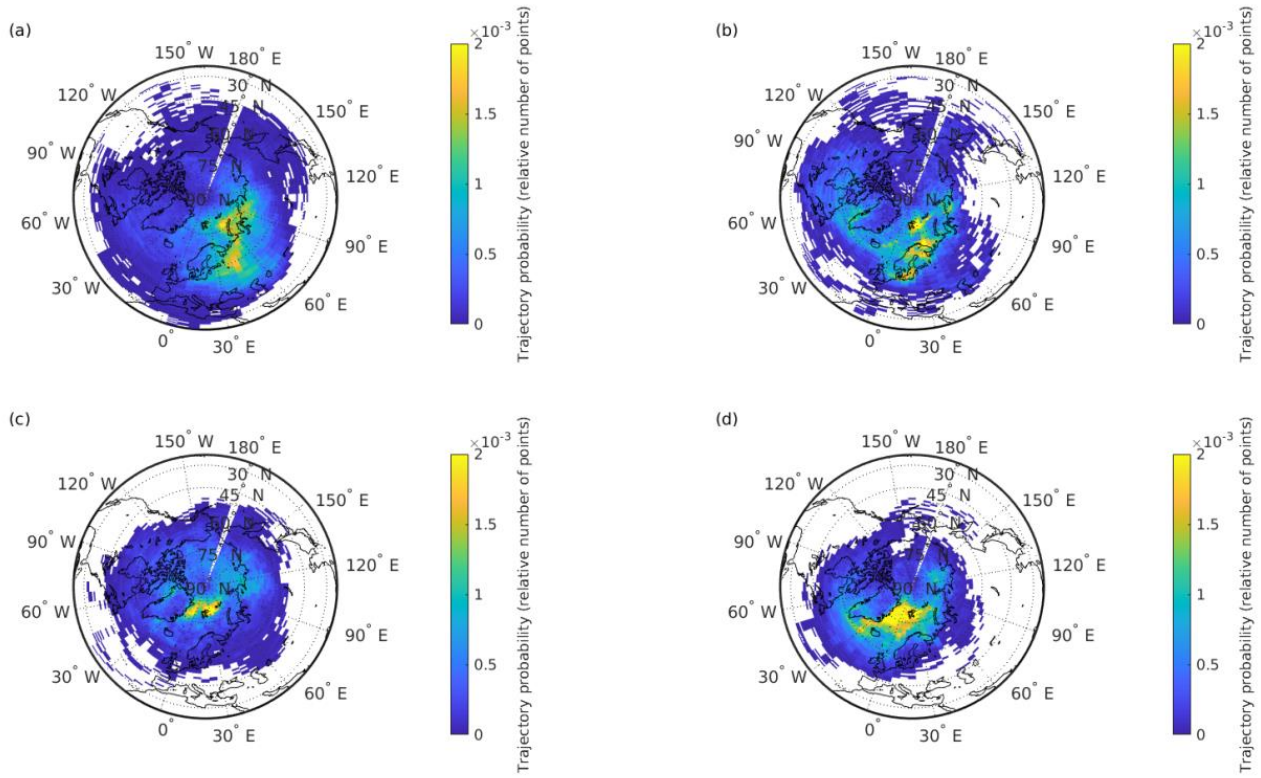 (a)
150° W 180° E
30° N
45° N
60 N
75 N
90 N
120° W 150° E
90° W 120° E
60° W 90° E
30° W 60° E
0° 30° E
×10-3
2
1.5
1
0.5
0
Trajectory probability (relative number of points)
(b)
150° W 180° E
30° N
45° N
60 N
75 N
90 N
120° W 150° E
90° W 120° E
60° W 90° E
30° W 60° E
0° 30° E
×10-3
2
1.5
1
0.5
0
Trajectory probability (relative number of points)
(c)
150° W 180° E
30° N
45° N
60 N
75 N
90 N
120° W 150° E
90° W 120° E
60° W 90° E
30° W 60° E
0° 30° E
×10-3
2
1.5
1
0.5
0
Trajectory probability (relative number of points)
(d)
150° W 180° E
30° N
45° N
60 N
75 N
90 N
120° W 150° E
90° W 120° E
60° W 90° E
30° W 60° E
0° 30° E
×10-3
2
1.5
1
0.5
0
Trajectory probability (relative number of points)